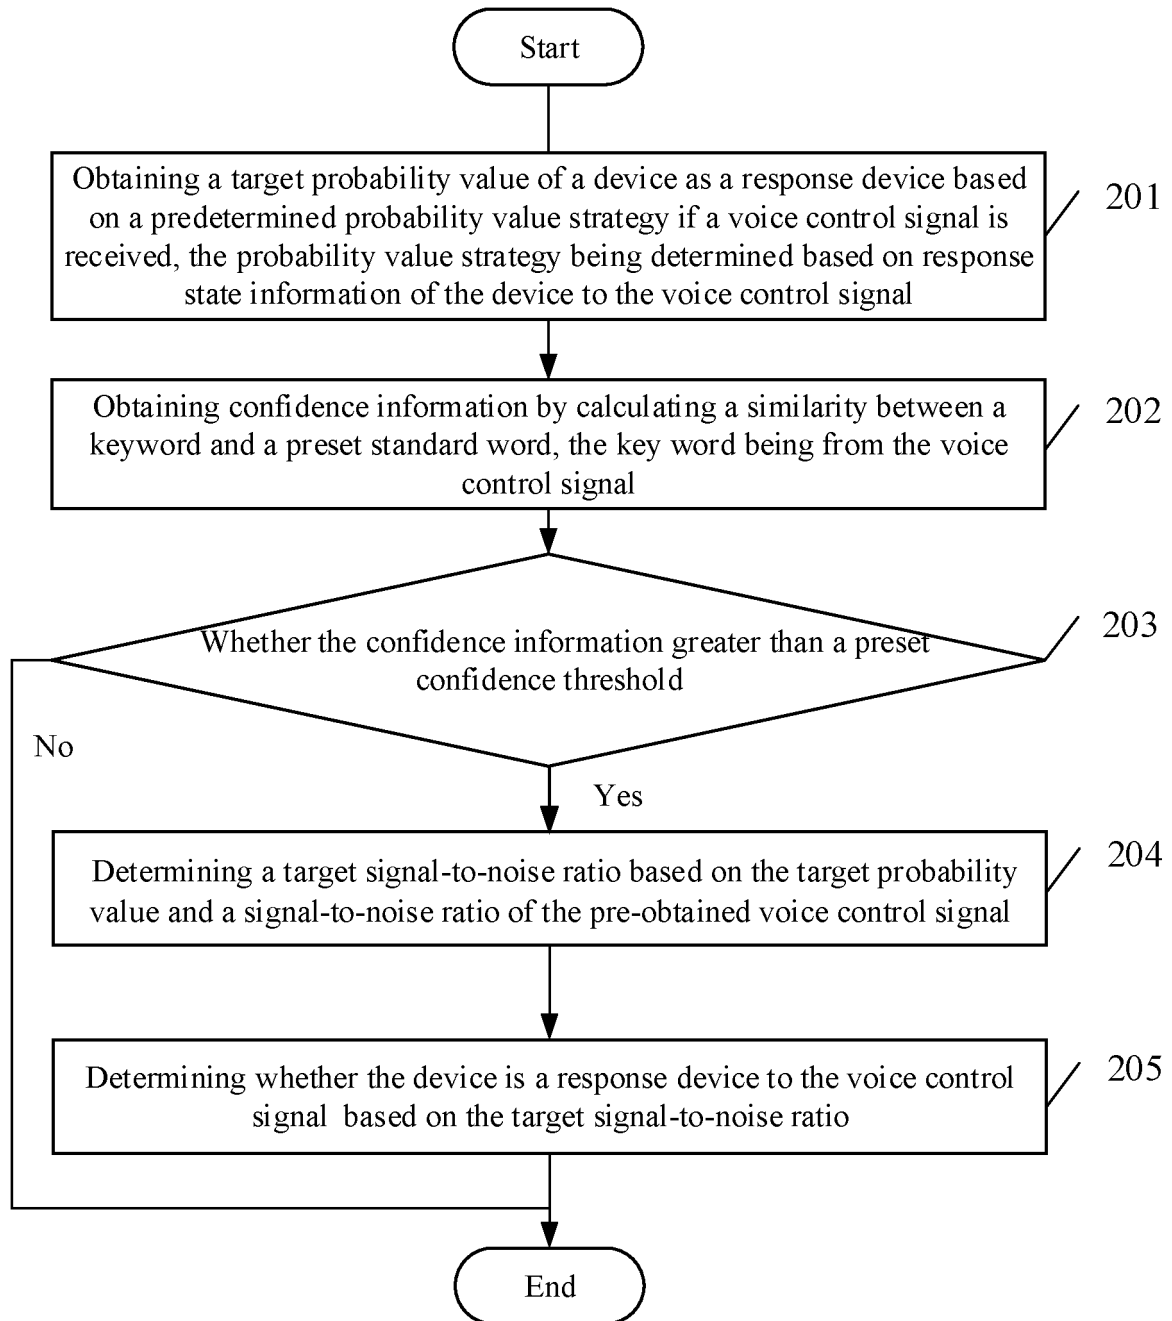 Start
Obtaining a target probability value of a device as a response device based
on a predetermined probability value strategy if a voice control signal is
received, the probability value strategy being determined based on response
state information of the device to the voice control signal
201
Obtaining confidence information by calculating a similarity between a
keyword and a preset standard word, the key word being from the voice
control signal
202
Whether the confidence information greater than a preset
confidence threshold
203
No
Yes
Determining a target signal-to-noise ratio based on the target probability
value and a signal-to-noise ratio of the pre-obtained voice control signal
204
Determining whether the device is a response device to the voice control
signal based on the target signal-to-noise ratio
205
End